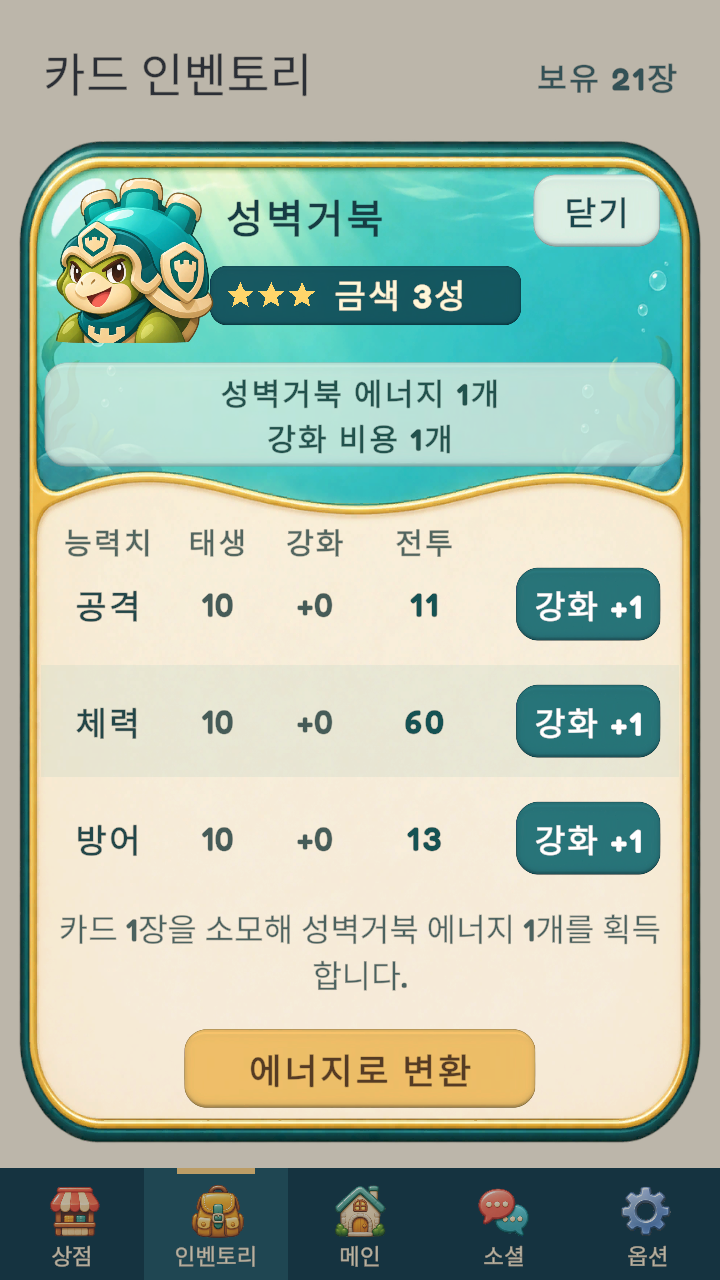 카드 인벤토리
보유 21장
성벽거북
닫기
금색 3성
성벽거북 에너지 1개
강화 비용 1개
능력치 태생 강화 전투
공격 10 +0 11 강화 +1
체력 10 +0 60 강화 +1
방어 10 +0 13 강화 +1
카드 1장을 소모해 성벽거북 에너지 1개를 획득
합니다.
에너지로 변환
상점 인벤토리 메인 소셜 옵션